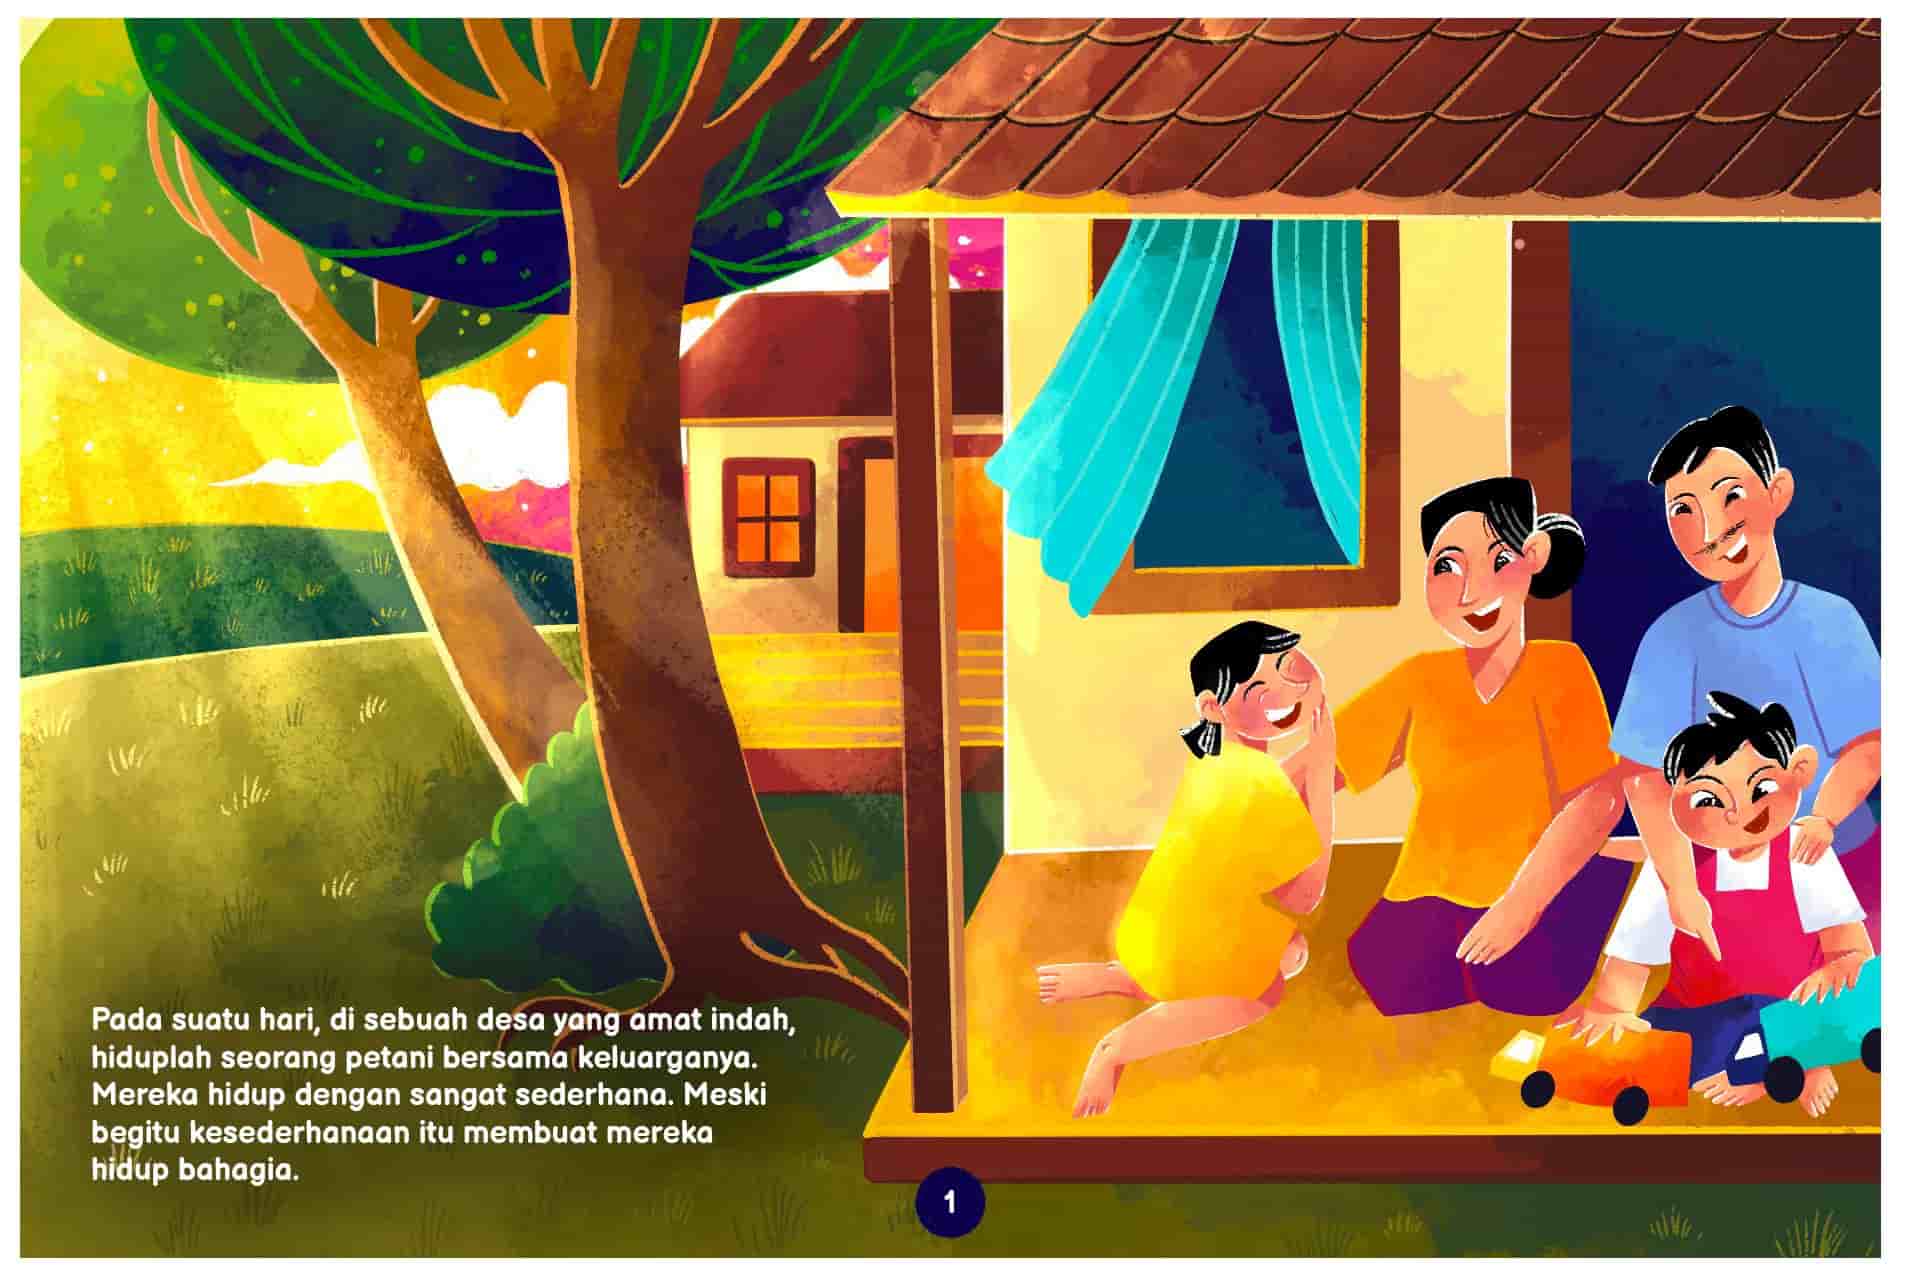 Pada suatu hari, di sebuah desa yang amat indah,
hiduplah seorang petani bersama keluarganya.
Mereka hidup dengan sangat sederhana. Meski
begitu kesederhanaan itu membuat mereka
hidup bahagia.
1